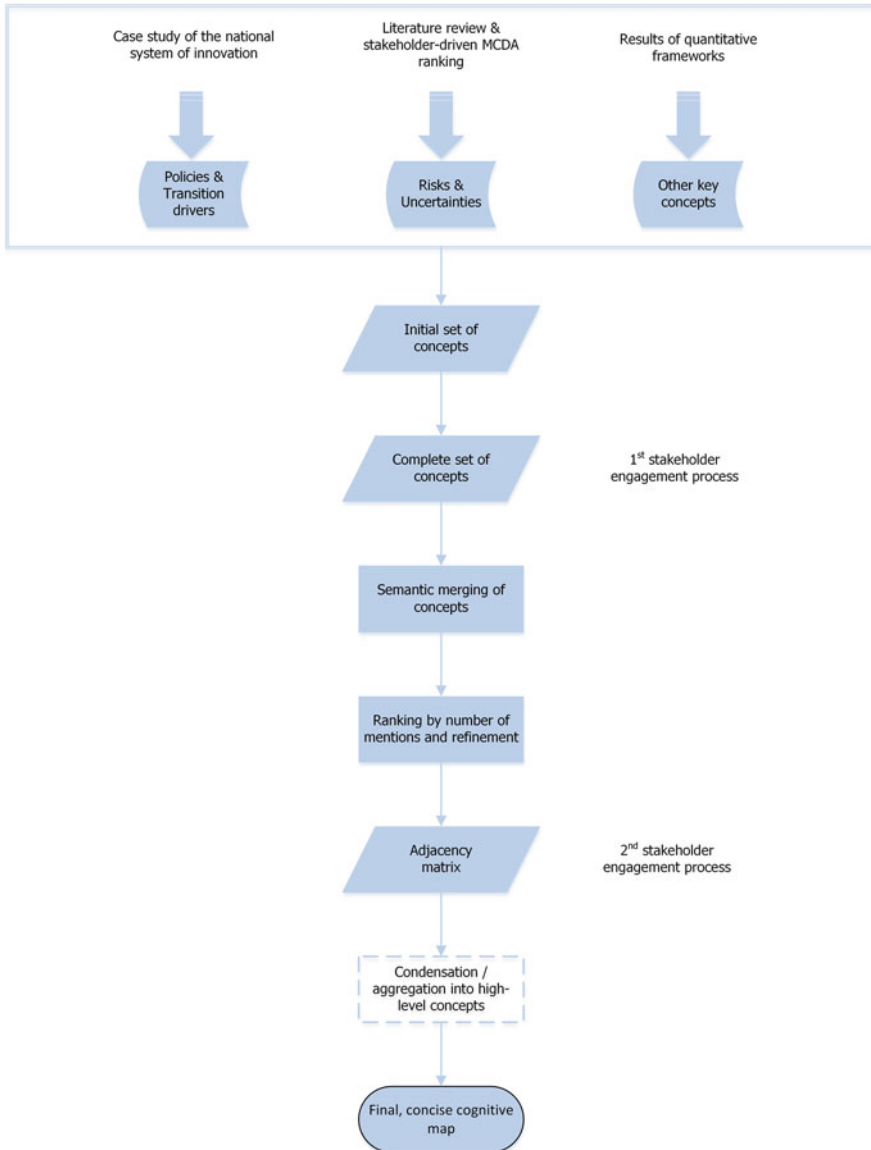 Case study of the national
system of innovation
Literature review &
stakeholder-driven MCDA
ranking
Results of quantitative
frameworks
Policies &
Transition
drivers
Risks &
Uncertainties
Other key
concepts
Initial set of
concepts
Complete set of
concepts
1st stakeholder
engagement process
Semantic merging of
concepts
Ranking by number of
mentions and refinement
Adjacency
matrix
2nd stakeholder
engagement process
Condensation /
aggregation into high-
level concepts
Final, concise cognitive
map